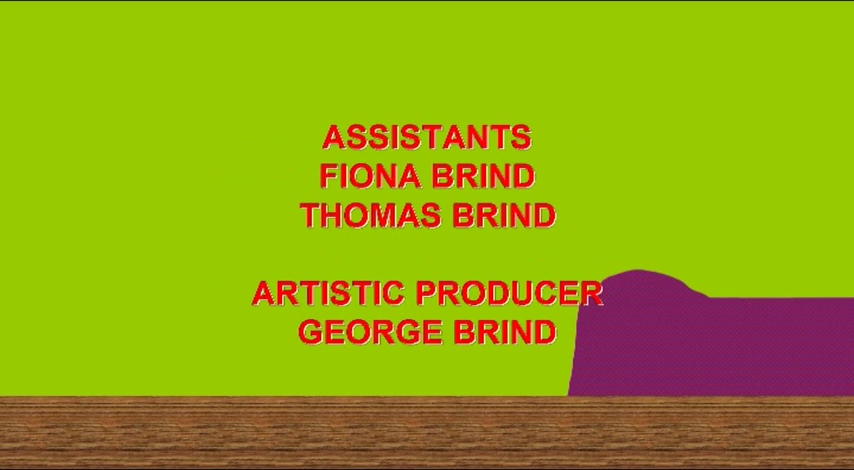 ASSISTANTS
FIONA BRIND
THOMAS BRIND
ARTISTIC PRODUCER
GEORGE BRIND